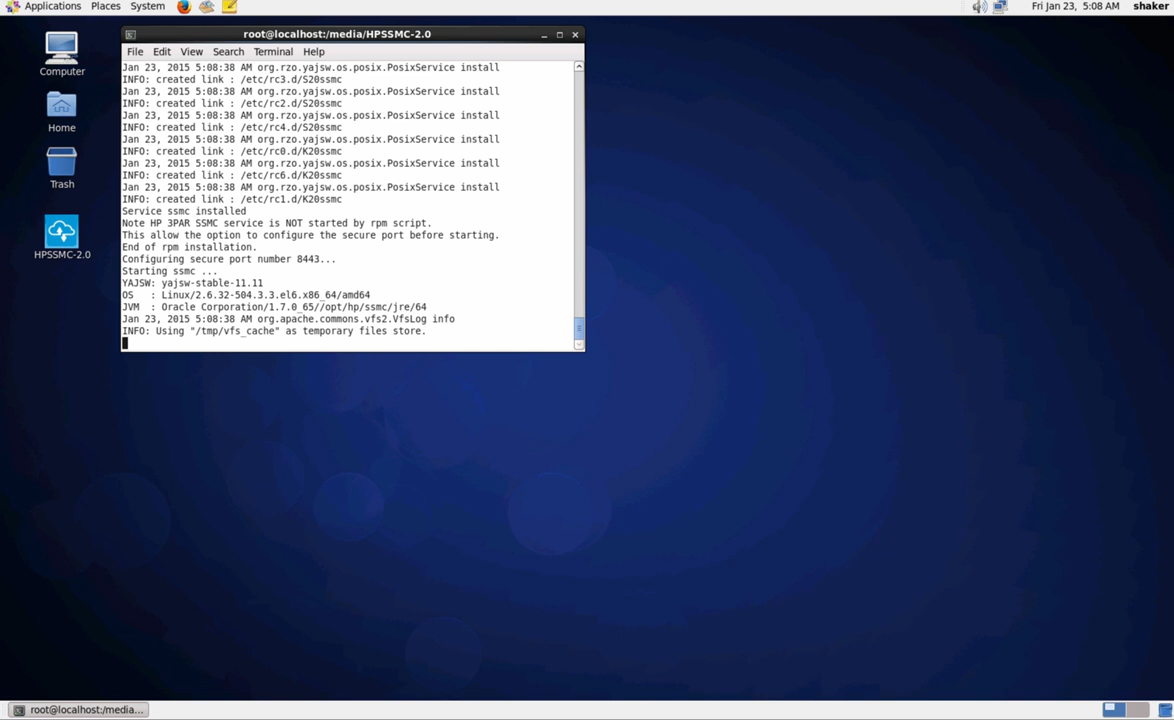 Applications Places System
Fri Jan 23, 5:08 AM shaker
Computer
Home
Trash
HPSSMC-2.0
root@localhost:/media/HPSSMC-2.0
File Edit View Search Terminal Help
Jan 23, 2015 5:08:38 AM org.rzo.yajsw.os.posix.PosixService install
INFO: created link : /etc/rc3.d/S20ssmc
Jan 23, 2015 5:08:38 AM org.rzo.yajsw.os.posix.PosixService install
INFO: created link : /etc/rc2.d/S20ssmc
Jan 23, 2015 5:08:38 AM org.rzo.yajsw.os.posix.PosixService install
INFO: created link : /etc/rc4.d/S20ssmc
Jan 23, 2015 5:08:38 AM org.rzo.yajsw.os.posix.PosixService install
INFO: created link : /etc/rc0.d/K20ssmc
Jan 23, 2015 5:08:38 AM org.rzo.yajsw.os.posix.PosixService install
INFO: created link : /etc/rc6.d/K20ssmc
Jan 23, 2015 5:08:38 AM org.rzo.yajsw.os.posix.PosixService install
INFO: created link : /etc/rc1.d/K20ssmc
Service ssmc installed
Note HP 3PAR SSMC service is NOT started by rpm script.
This allow the option to configure the secure port before starting.
End of rpm installation.
Configuring secure port number 8443...
Starting ssmc ...
YAJSW: yajsw-stable-11.11
OS   : Linux/2.6.32-504.3.3.el6.x86_64/amd64
JVM  : Oracle Corporation/1.7.0_65//opt/hp/ssmc/jre/64
Jan 23, 2015 5:08:38 AM org.apache.commons.vfs2.VfsLog info
INFO: Using "/tmp/vfs_cache" as temporary files store.
root@localhost:/media...